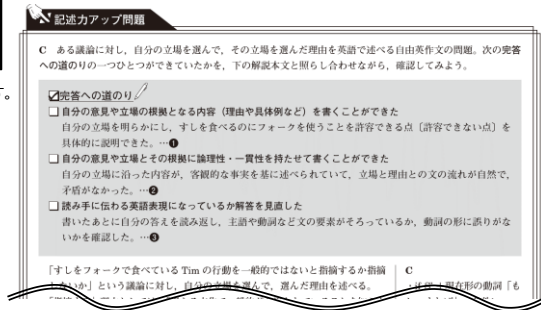 記述力アップ問題
C ある議論に対し，自分の立場を選んで，その立場を選んだ理由を英語で述べる自由英作文の問題。次の完答
への道のりの一つひとつができていたかを，下の解説本文と照らし合わせながら，確認してみよう。
。
☑完答への道のり
□自分の意見や立場の根拠となる内容（理由や具体例など）を書くことができた
自分の立場を明らかにし，すしを食べるのにフォークを使うことを許容できる点〔許容できない点〕を
具体的に説明できた。…❶
□自分の意見や立場とその根拠に論理性・一貫性を持たせて書くことができた
自分の立場に沿った内容が，客観的な事実を基に述べられていて，立場と理由との文の流れが自然で，
矛盾がなかった。…❷
□読み手に伝わる英語表現になっているか解答を見直した
書いたあとに自分の答えを読み返し，主語や動詞など文の要素がそろっているか，動詞の形に誤りがな
いかを確認した。…❸
「すしをフォークで食べている Tim の行動を一般的ではないと指摘するか指摘
しないか」という議論に対し，自分の立場を選んで，選んだ理由を述べる。
C
現在形の動詞「も